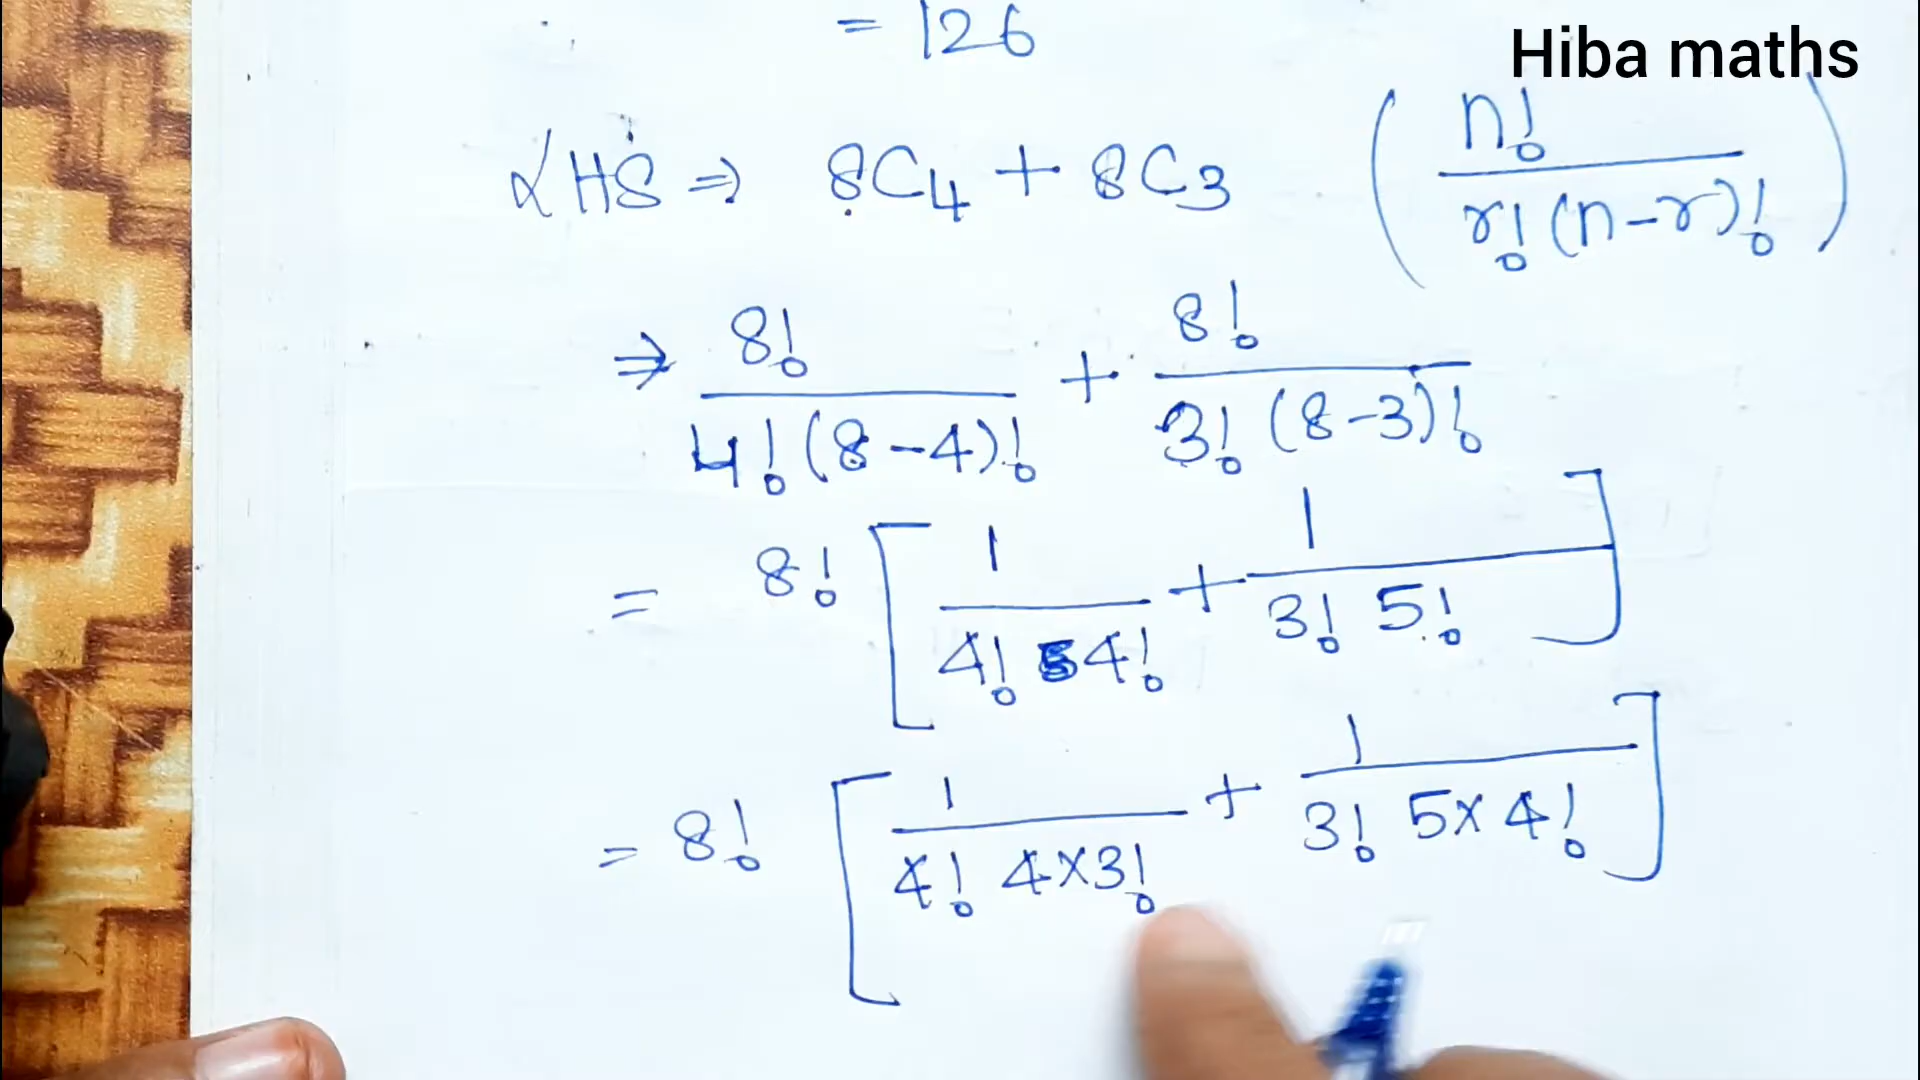 Hiba maths
= 126
LHS ⇒ 8C4 + 8C3 ( n! / r!(n-r)! )
⇒ 8! / 4!(8-4)! + 8! / 3!(8-3)!
= 8! [ 1 / 4! 4! + 1 / 3! 5! ]
= 8! [ 1 / 4! 4×3! + 1 / 3! 5×4! ]